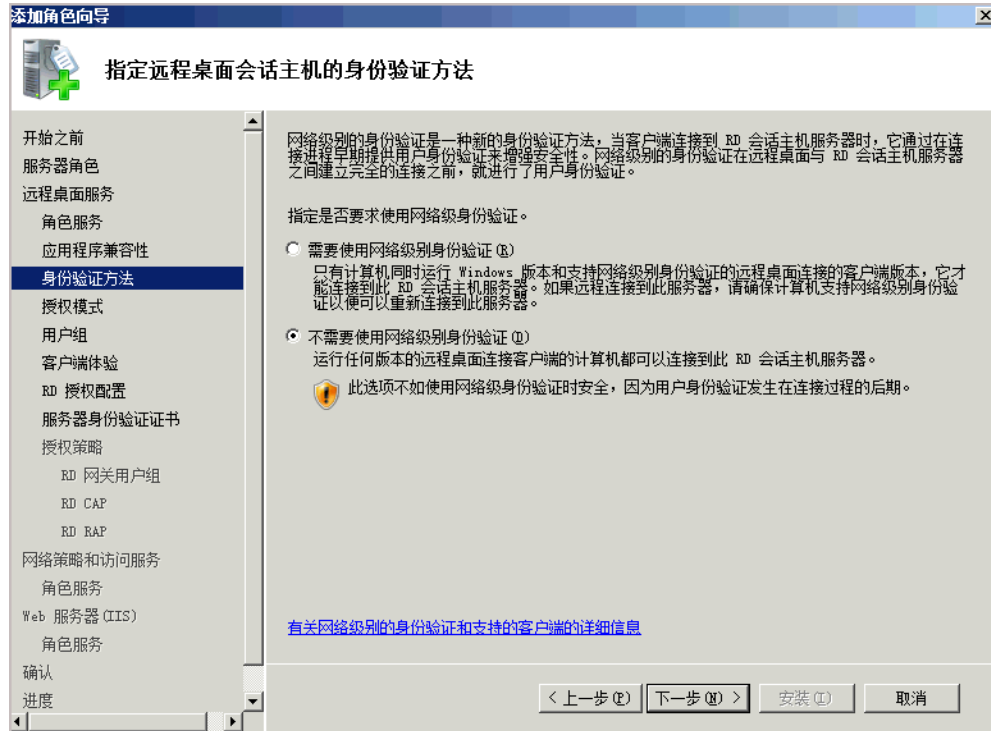 添加角色向导
指定远程桌面会话主机的身份验证方法
开始之前
服务器角色
远程桌面服务
角色服务
应用程序兼容性
身份验证方法
授权模式
用户组
客户端体验
RD 授权配置
服务器身份验证证书
授权策略
RD 网关用户组
RD CAP
RD RAP
网络策略和访问服务
角色服务
Web 服务器(IIS)
角色服务
确认
进度
网络级别的身份验证是一种新的身份验证方法，当客户端连接到 RD 会话主机服务器时，它通过在连
接进程早期提供用户身份验证来增强安全性。网络级别的身份验证在远程桌面与 RD 会话主机服务器
之间建立完全的连接之前，就进行了用户身份验证。
指定是否要求使用网络级身份验证。
需要使用网络级别身份验证(R)
只有计算机同时运行 Windows 版本和支持网络级别身份验证的远程桌面连接的客户端版本，它才
能连接到此 RD 会话主机服务器。如果远程连接到此服务器，请确保计算机支持网络级别身份验
证以便可以重新连接到此服务器。
不需要使用网络级别身份验证(D)
运行任何版本的远程桌面连接客户端的计算机都可以连接到此 RD 会话主机服务器。
此选项不如使用网络级身份验证时安全，因为用户身份验证发生在连接过程的后期。
有关网络级别的身份验证和支持的客户端的详细信息
< 上一步(P) 下一步(N) > 安装(I) 取消